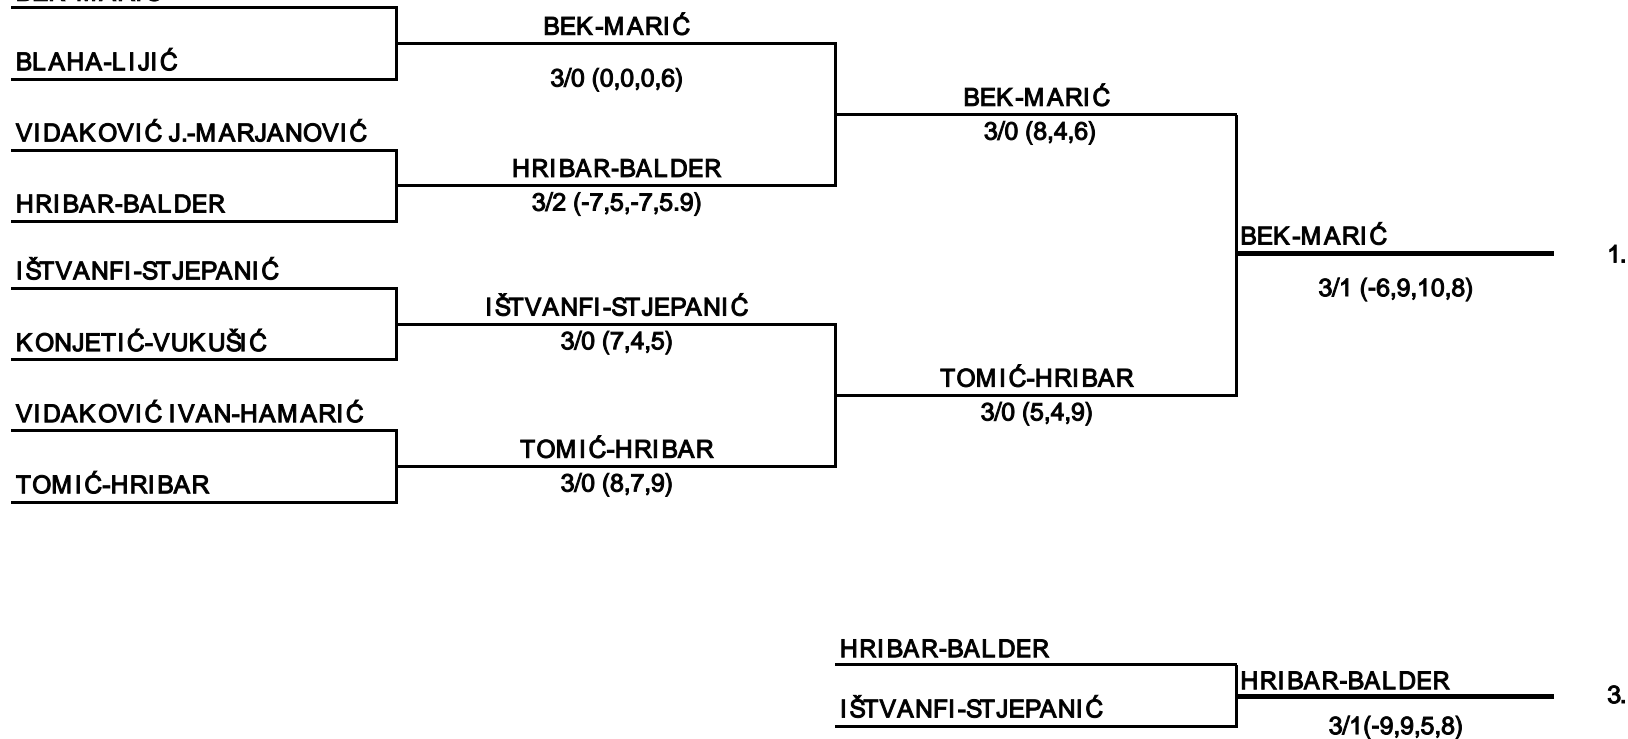 BLAHA-LIJIĆ
VIDAKOVIĆ J.-MARJANOVIĆ
HRIBAR-BALDER
IŠTVANFI-STJEPANIĆ
KONJETIĆ-VUKUŠIĆ
VIDAKOVIĆ IVAN-HAMARIĆ
TOMIĆ-HRIBAR
BEK-MARIĆ
3/0 (0,0,0,6)
HRIBAR-BALDER
3/2 (-7,5,-7,5.9)
IŠTVANFI-STJEPANIĆ
3/0 (7,4,5)
TOMIĆ-HRIBAR
3/0 (8,7,9)
BEK-MARIĆ
3/0 (8,4,6)
TOMIĆ-HRIBAR
3/0 (5,4,9)
BEK-MARIĆ
1.
3/1 (-6,9,10,8)
HRIBAR-BALDER
IŠTVANFI-STJEPANIĆ
HRIBAR-BALDER
3.
3/1(-9,9,5,8)